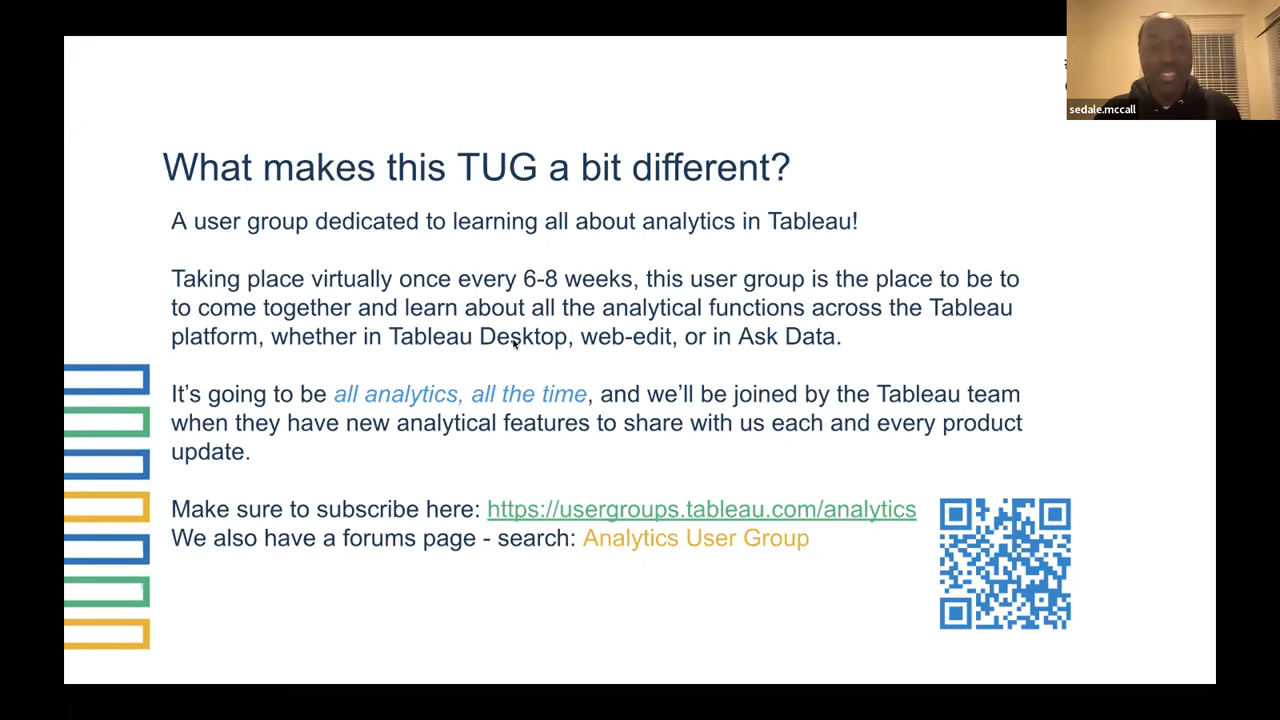 sedale.mccall
What makes this TUG a bit different?
A user group dedicated to learning all about analytics in Tableau!
Taking place virtually once every 6-8 weeks, this user group is the place to be to
to come together and learn about all the analytical functions across the Tableau
platform, whether in Tableau Desktop, web-edit, or in Ask Data.
It’s going to be all analytics, all the time, and we’ll be joined by the Tableau team
when they have new analytical features to share with us each and every product
update.
Make sure to subscribe here: https://usergroups.tableau.com/analytics
We also have a forums page - search: Analytics User Group